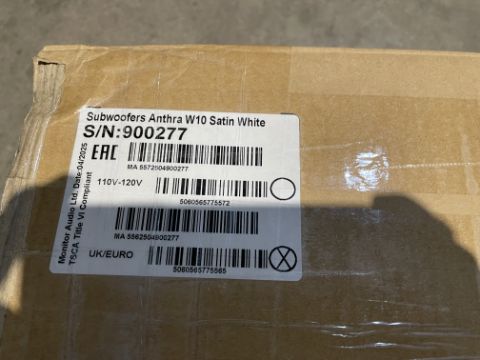 Subwoofers Anthra W10 Satin White
S/N:900277
EAC
MA 5572504900277
110V-120V
5060565775572
MA 5562504900277
UK/EURO
5060565775565
Monitor Audio Ltd. Date:04/2025
TSCA Title VI Compliant